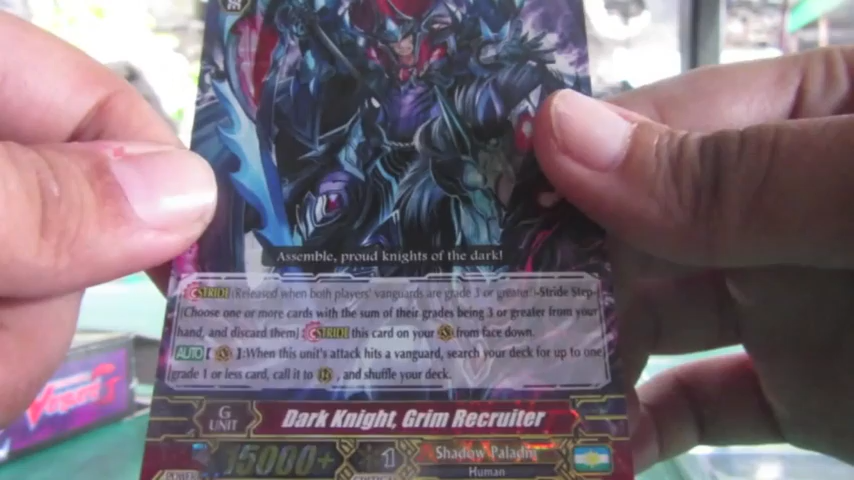 Assemble, proud knights of the dark!
STRIDE (Released when both players' vanguards are grade 3 or greater!)-Stride Step-
[Choose one or more cards with the sum of their grades being 3 or greater from your
hand, and discard them] STRIDE this card on your V from face down.
AUTO [ V ]:When this unit's attack hits a vanguard, search your deck for up to one
grade 1 or less card, call it to R , and shuffle your deck.
G
UNIT
Dark Knight, Grim Recruiter
15000+
1
Shadow Paladin
Human
POWER
VANGUARD